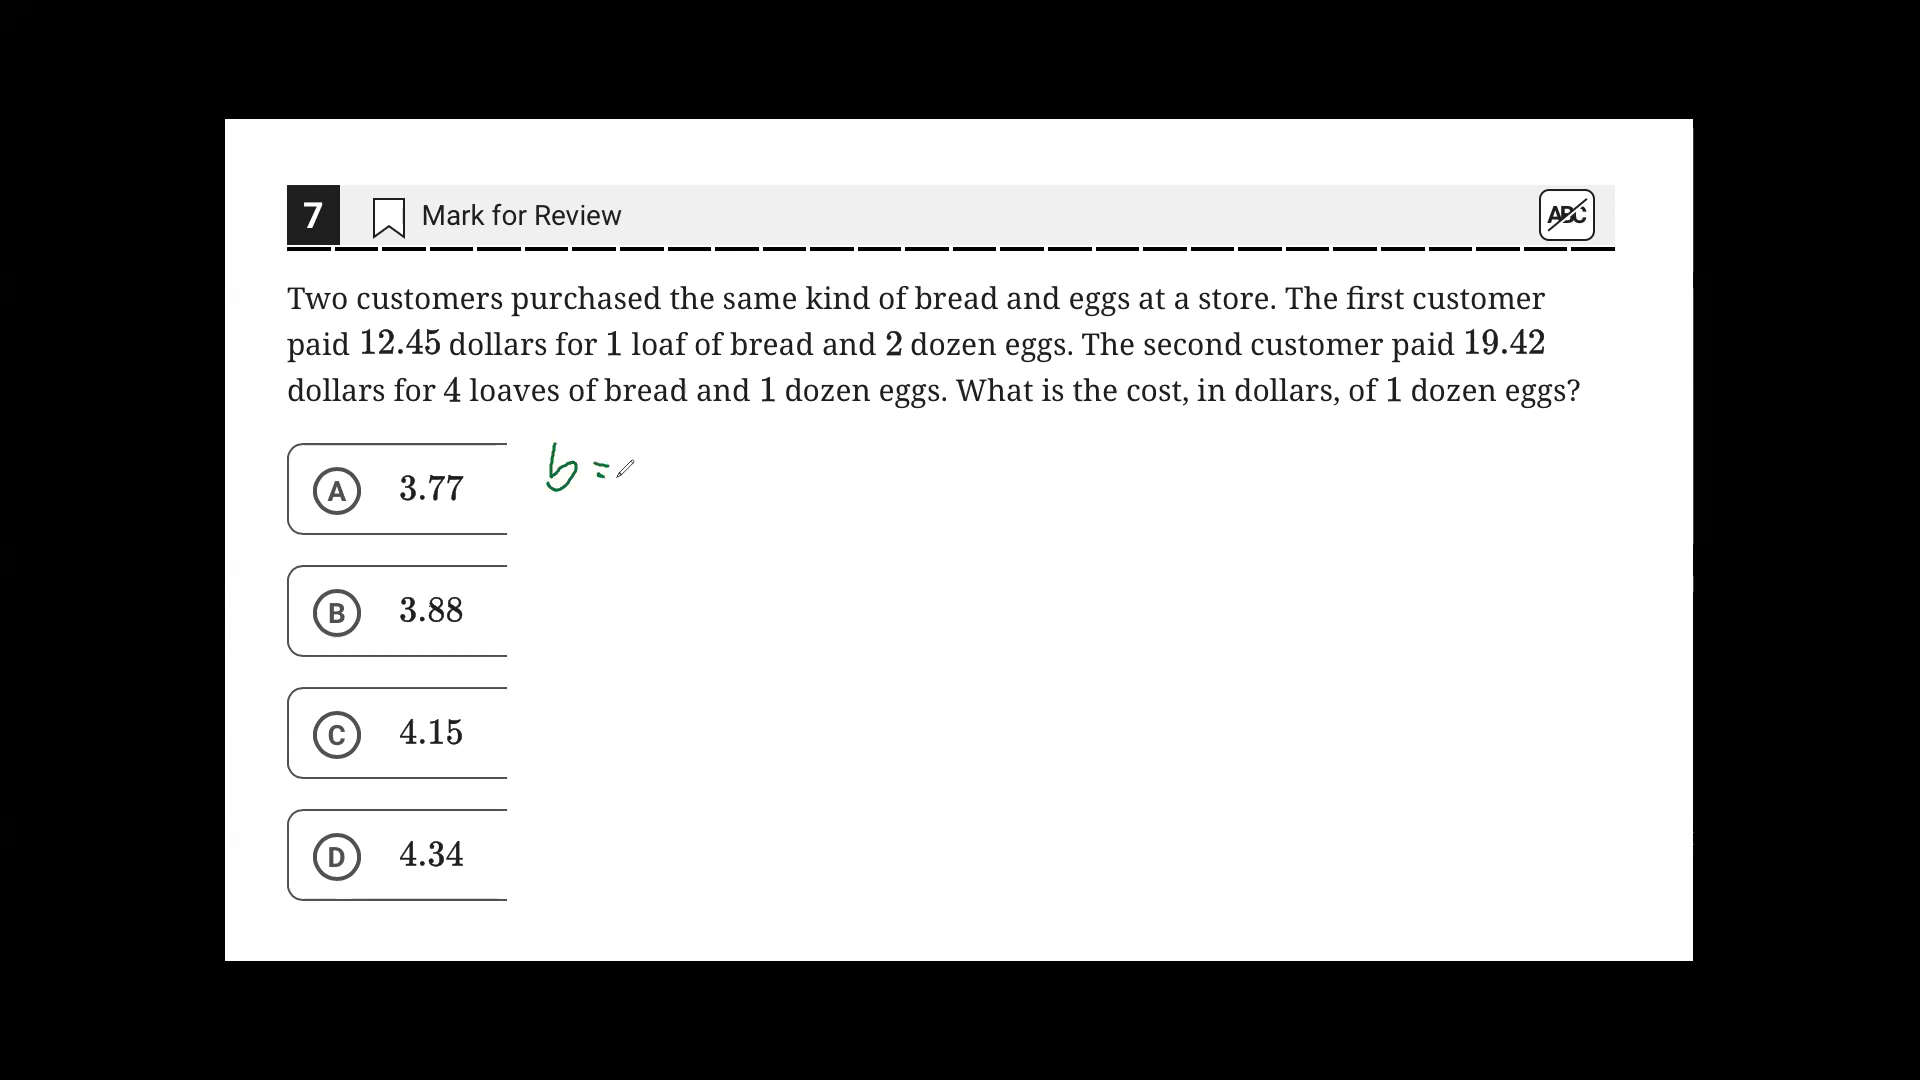 7 Mark for Review ABC
Two customers purchased the same kind of bread and eggs at a store. The first customer
paid 12.45 dollars for 1 loaf of bread and 2 dozen eggs. The second customer paid 19.42
dollars for 4 loaves of bread and 1 dozen eggs. What is the cost, in dollars, of 1 dozen eggs?
A 3.77
b =
B 3.88
C 4.15
D 4.34